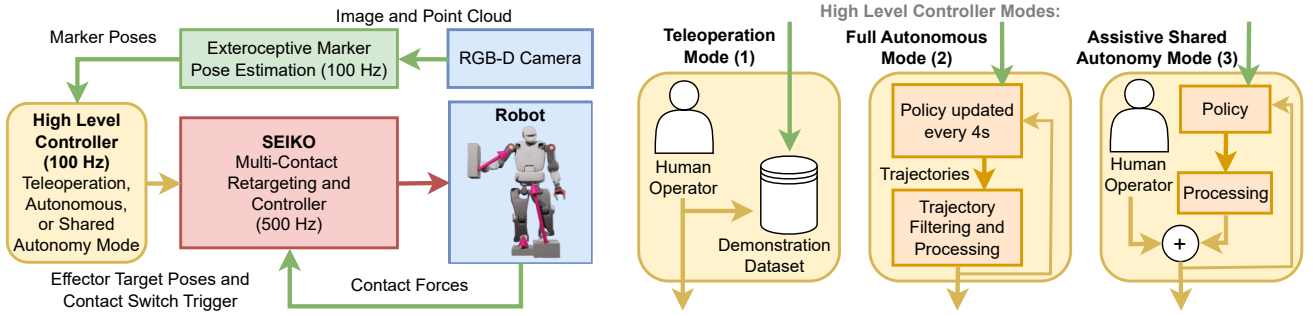 Image and Point Cloud
Marker Poses
Exteroceptive Marker
Pose Estimation (100 Hz)
RGB-D Camera
High Level
Controller
(100 Hz)
Teleoperation,
Autonomous,
or Shared
Autonomy Mode
SEIKO
Multi-Contact
Retargeting and
Controller
(500 Hz)
Robot
Effector Target Poses and
Contact Switch Trigger
Contact Forces
High Level Controller Modes:
Teleoperation
Mode (1)
Human
Operator
Demonstration
Dataset
Full Autonomous
Mode (2)
Policy updated
every 4s
Trajectories
Trajectory
Filtering and
Processing
Assistive Shared
Autonomy Mode (3)
Human
Operator
Policy
Processing
+